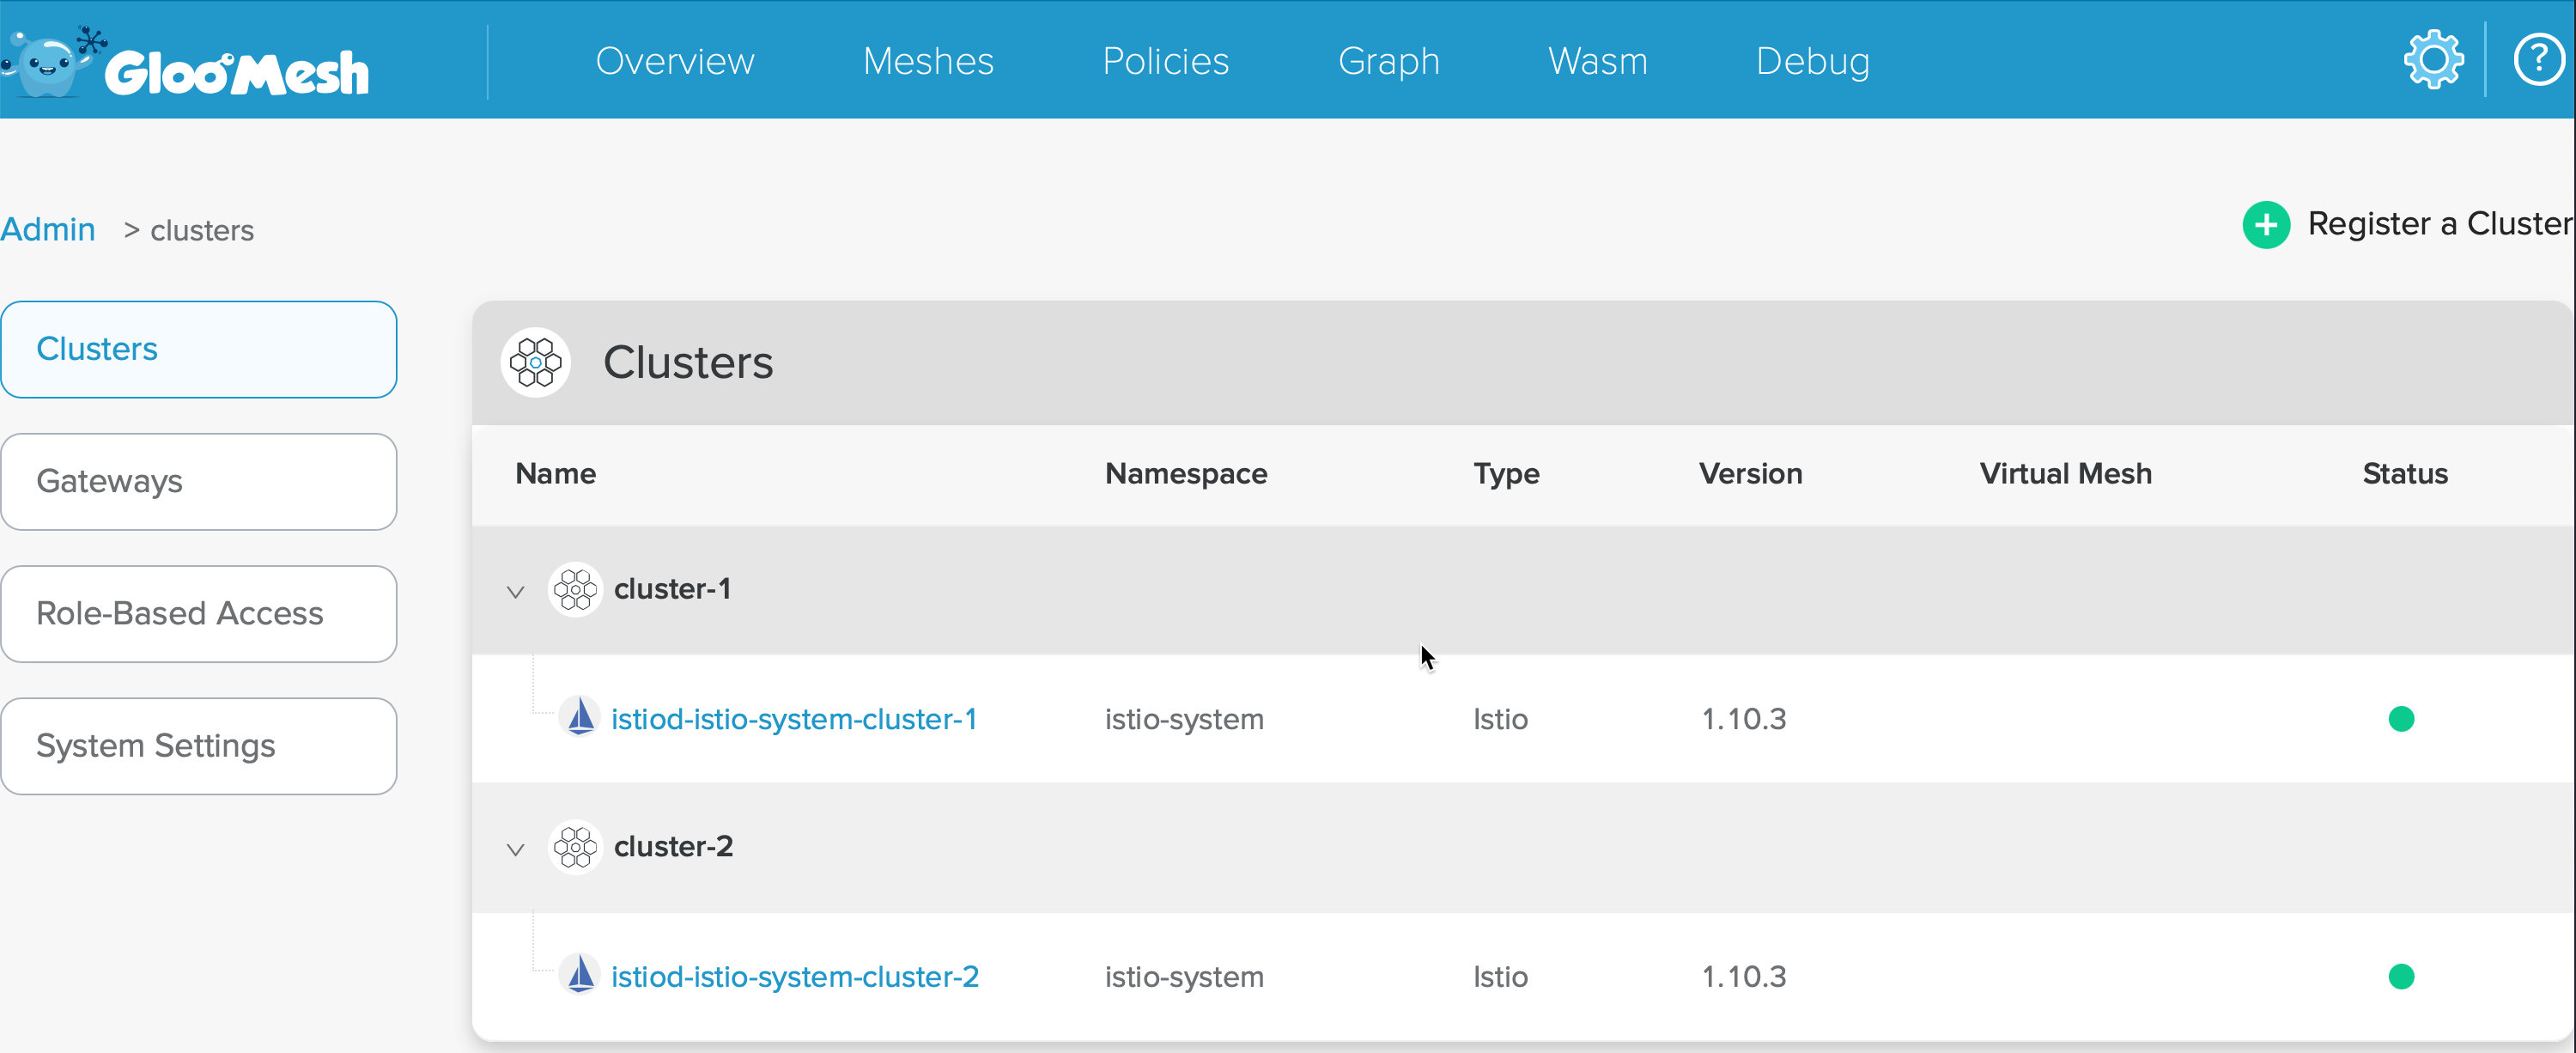 Gloo Mesh Overview Meshes Policies Graph Wasm Debug ?
Admin > clusters
+ Register a Cluster
Clusters
Gateways
Role-Based Access
System Settings
Clusters
Name Namespace Type Version Virtual Mesh Status
cluster-1
istiod-istio-system-cluster-1 istio-system Istio 1.10.3
cluster-2
istiod-istio-system-cluster-2 istio-system Istio 1.10.3